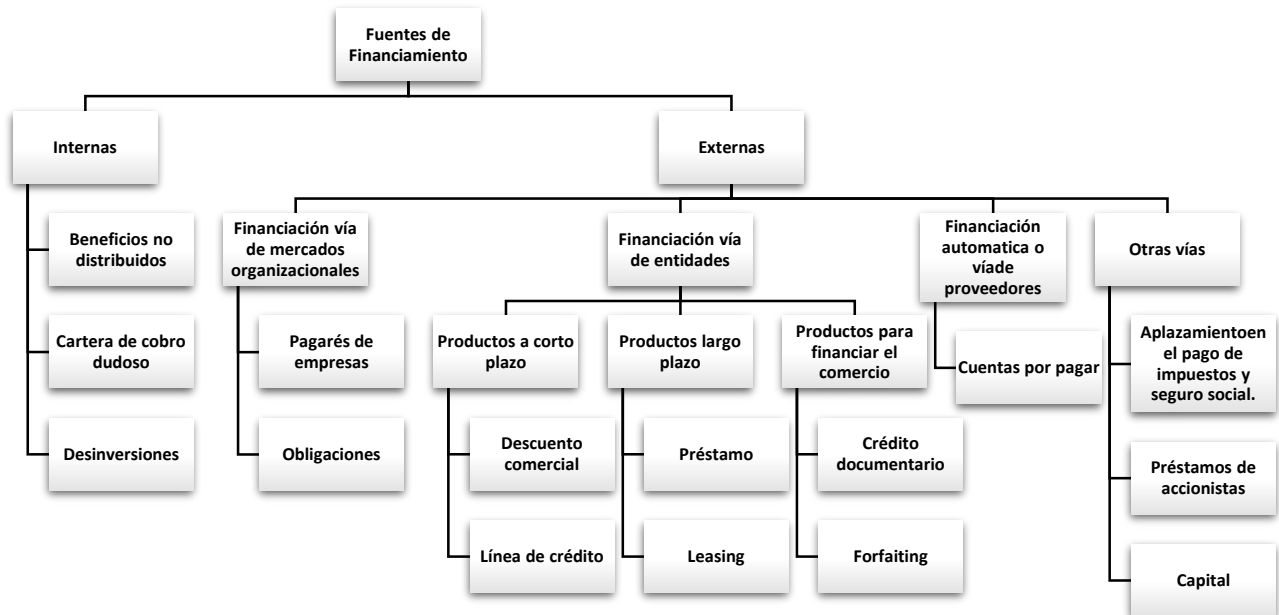 Fuentes de
Financiamiento
Internas
Externas
Beneficios no
distribuidos
Cartera de cobro
dudoso
Desinversiones
Financiación vía
de mercados
organizacionales
Pagarés de
empresas
Obligaciones
Financiación vía
de entidades
Productos a corto
plazo
Descuento
comercial
Línea de crédito
Productos largo
plazo
Préstamo
Leasing
Productos para
financiar el
comercio
Crédito
documentario
Forfaiting
Financiación
automatica o
víade
proveedores
Cuentas por pagar
Otras vías
Aplazamientoen
el pago de
impuestos y
seguro social.
Préstamos de
accionistas
Capital